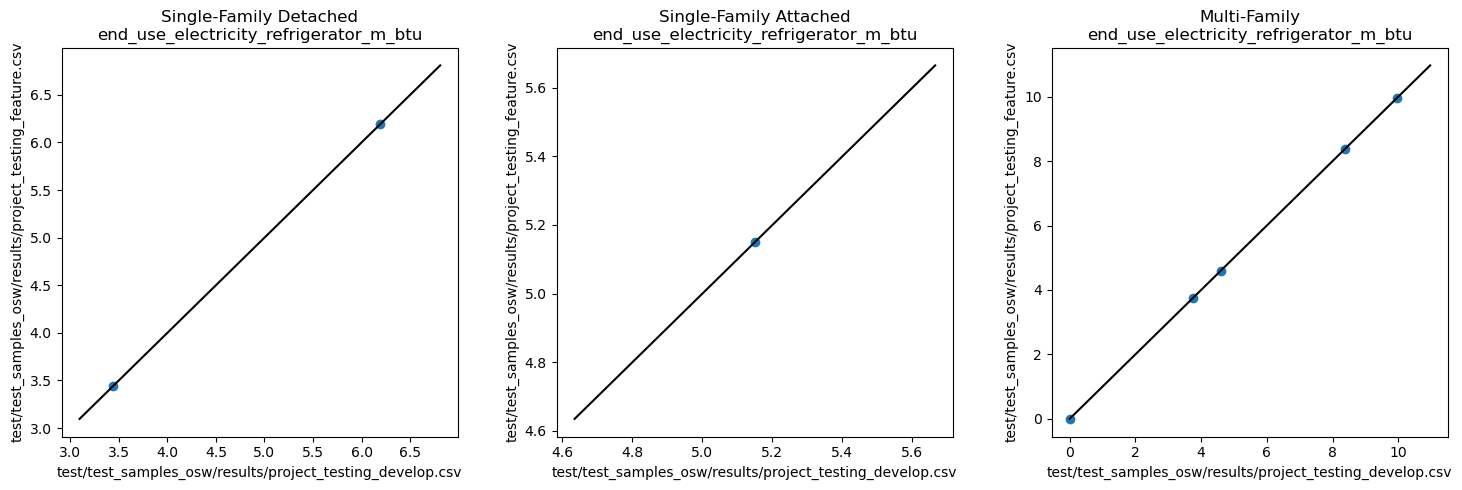 Single-Family Detached
end_use_electricity_refrigerator_m_btu
test/test_samples_osw/results/project_testing_feature.csv
6.5
6.0
5.5
5.0
4.5
4.0
3.5
3.0
3.0 3.5 4.0 4.5 5.0 5.5 6.0 6.5
test/test_samples_osw/results/project_testing_develop.csv
Single-Family Attached
end_use_electricity_refrigerator_m_btu
test/test_samples_osw/results/project_testing_feature.csv
5.6
5.4
5.2
5.0
4.8
4.6
4.6 4.8 5.0 5.2 5.4 5.6
test/test_samples_osw/results/project_testing_develop.csv
Multi-Family
end_use_electricity_refrigerator_m_btu
test/test_samples_osw/results/project_testing_feature.csv
10
8
6
4
2
0
0 2 4 6 8 10
test/test_samples_osw/results/project_testing_develop.csv